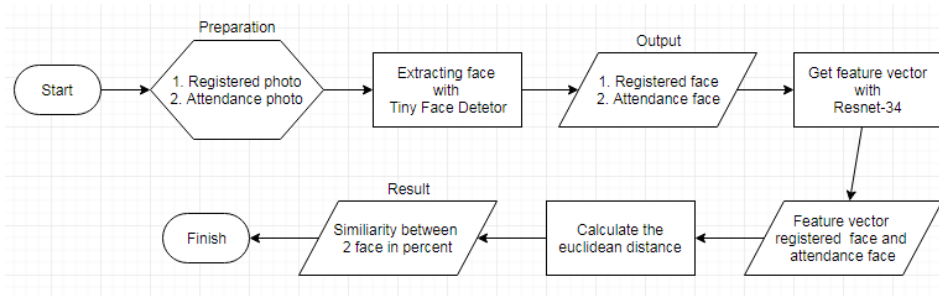 Preparation
Output
Start
1. Registered photo
2. Attendance photo
Extracting face
with
Tiny Face Detetor
1. Registered face
2. Attendance face
Get feature vector
with
Resnet-34
Result
Finish
Similiarity between
2 face in percent
Calculate the
euclidean distance
Feature vector
registered face and
attendance face